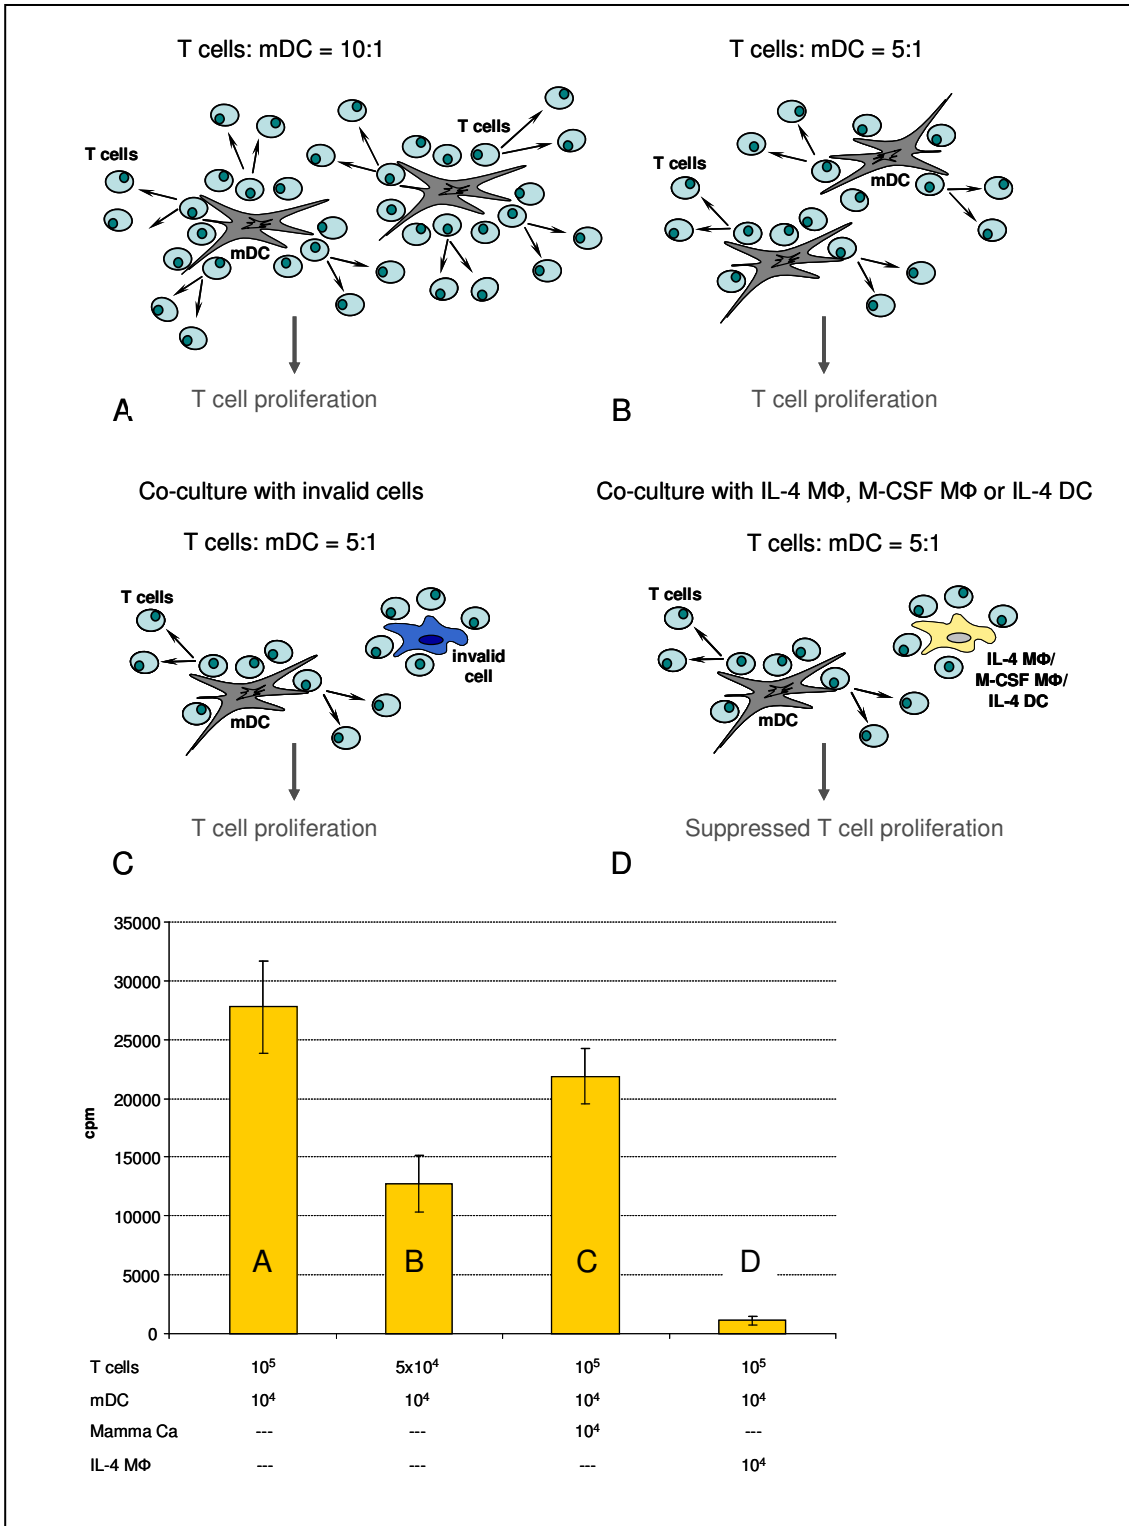 T cells: mDC = 10:1
T cells: mDC = 5:1
T cells
T cells
mDC
T cells
mDC
T cell proliferation
T cell proliferation
A
B
Co-culture with invalid cells
Co-culture with IL-4 MΦ, M-CSF MΦ or IL-4 DC
T cells: mDC = 5:1
T cells: mDC = 5:1
T cells
invalid
cell
mDC
T cells
IL-4 MΦ/
M-CSF MΦ/
IL-4 DC
mDC
T cell proliferation
Suppressed T cell proliferation
C
D
35000
30000
25000
20000
15000
10000
5000
0
cpm
A
B
C
D
T cells 10⁵ 5x10⁴ 10⁵ 10⁵
mDC 10⁴ 10⁴ 10⁴ 10⁴
Mamma Ca --- --- 10⁴ ---
IL-4 MΦ --- --- --- 10⁴